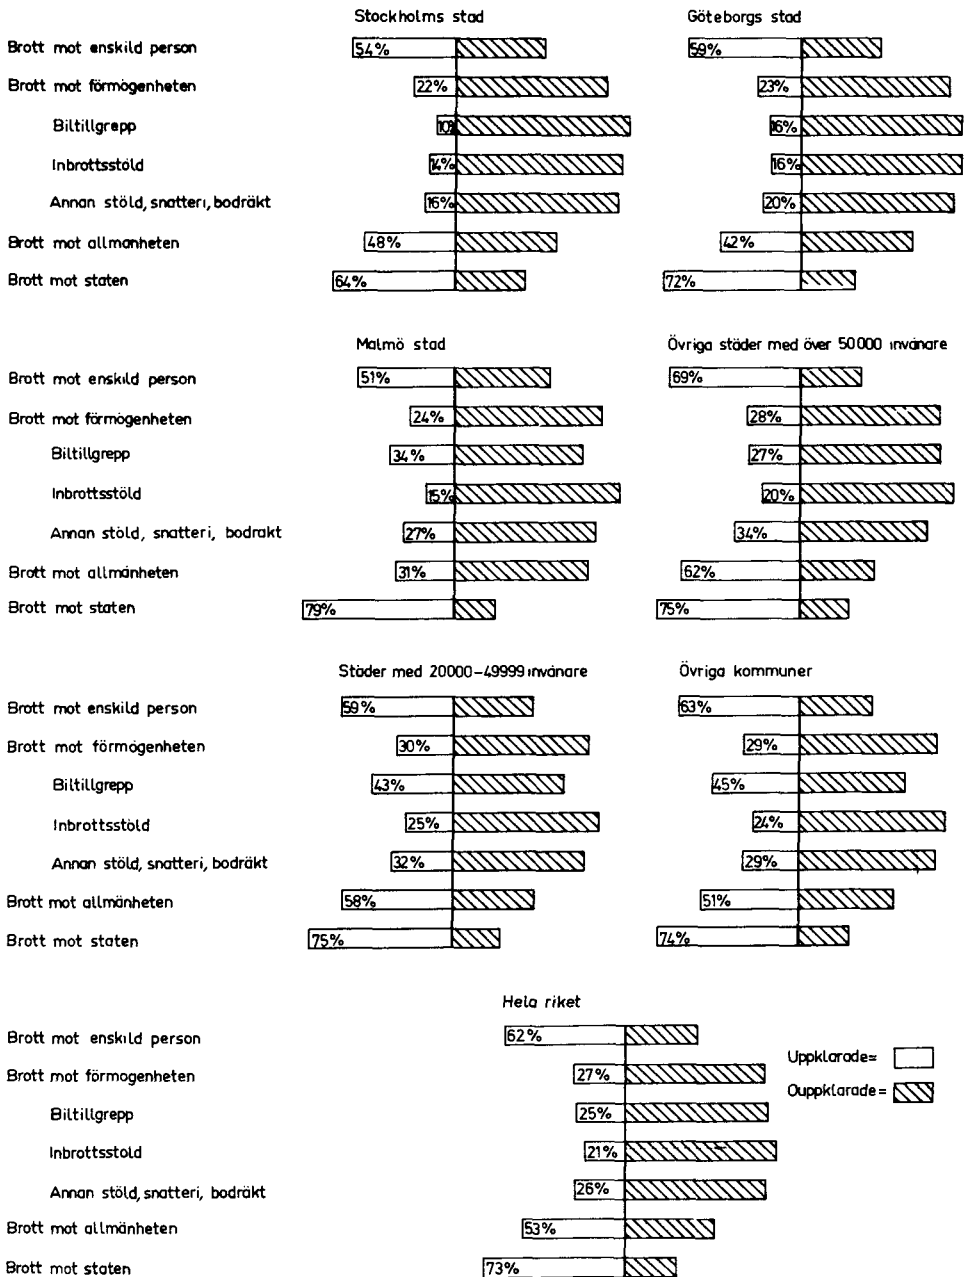 Stockholms stad Göteborgs stad
Brott mot enskild person 54% 59%
Brott mot förmögenheten 22% 23%
Biltillgrepp 10% 16%
Inbrottsstöld 14% 16%
Annan stöld, snatteri, bodräkt 16% 20%
Brott mot allmanheten 48% 42%
Brott mot staten 64% 72%
Malmö stad Övriga städer med över 50000 invånare
Brott mot enskild person 51% 69%
Brott mot förmögenheten 24% 28%
Biltillgrepp 34% 27%
Inbrottsstöld 15% 20%
Annan stöld, snatteri, bodrakt 27% 34%
Brott mot allmänheten 31% 62%
Brott mot staten 79% 75%
Städer med 20000–49999 invånare Övriga kommuner
Brott mot enskild person 59% 63%
Brott mot förmögenheten 30% 29%
Biltillgrepp 43% 45%
Inbrottsstöld 25% 24%
Annan stöld, snatteri, bodräkt 32% 29%
Brott mot allmänheten 58% 51%
Brott mot staten 75% 74%
Hela riket
Brott mot enskild person 62%
Uppklarade=
Brott mot förmogenheten 27%
Ouppklarade=
Biltillgrepp 25%
Inbrottsstold 21%
Annan stöld, snatteri, bodräkt 26%
Brott mot allmänheten 53%
Brott mot staten 73%